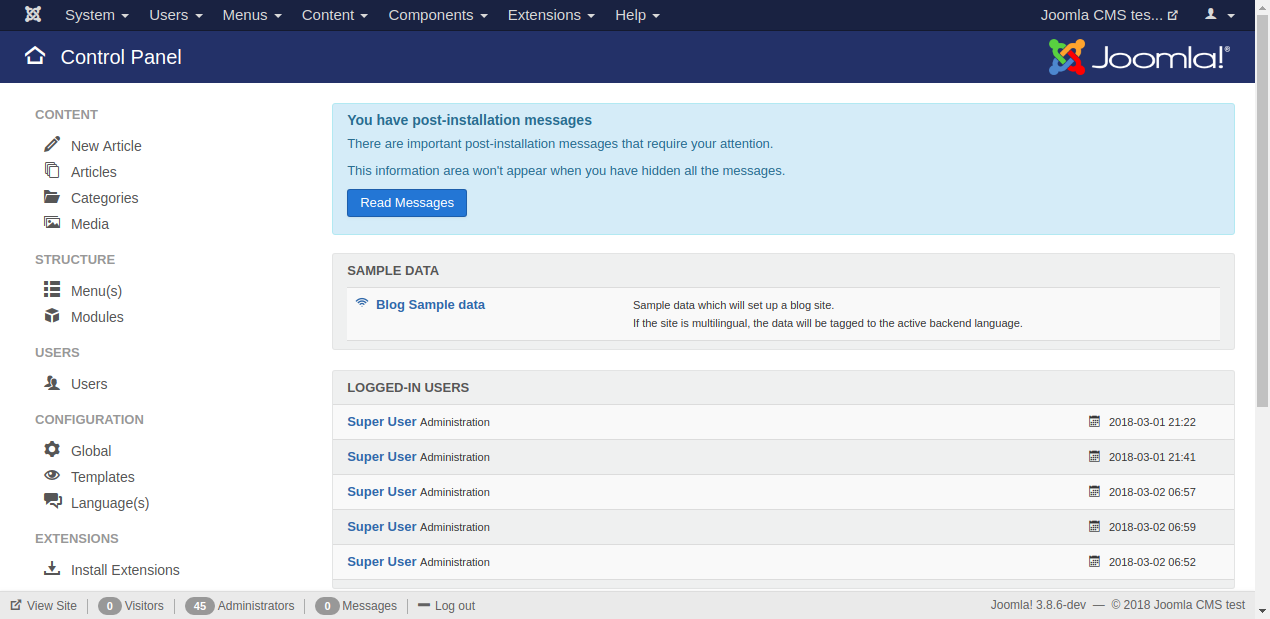 System Users Menus Content Components Extensions Help Joomla CMS tes...
Control Panel Joomla!®
CONTENT
New Article
Articles
Categories
Media
STRUCTURE
Menu(s)
Modules
USERS
Users
CONFIGURATION
Global
Templates
Language(s)
EXTENSIONS
Install Extensions
You have post-installation messages
There are important post-installation messages that require your attention.
This information area won't appear when you have hidden all the messages.
Read Messages
SAMPLE DATA
Blog Sample data Sample data which will set up a blog site.
If the site is multilingual, the data will be tagged to the active backend language.
LOGGED-IN USERS
Super User Administration 2018-03-01 21:22
Super User Administration 2018-03-01 21:41
Super User Administration 2018-03-02 06:57
Super User Administration 2018-03-02 06:59
Super User Administration 2018-03-02 06:52
View Site 0 Visitors 45 Administrators 0 Messages Log out Joomla! 3.8.6-dev — © 2018 Joomla CMS test